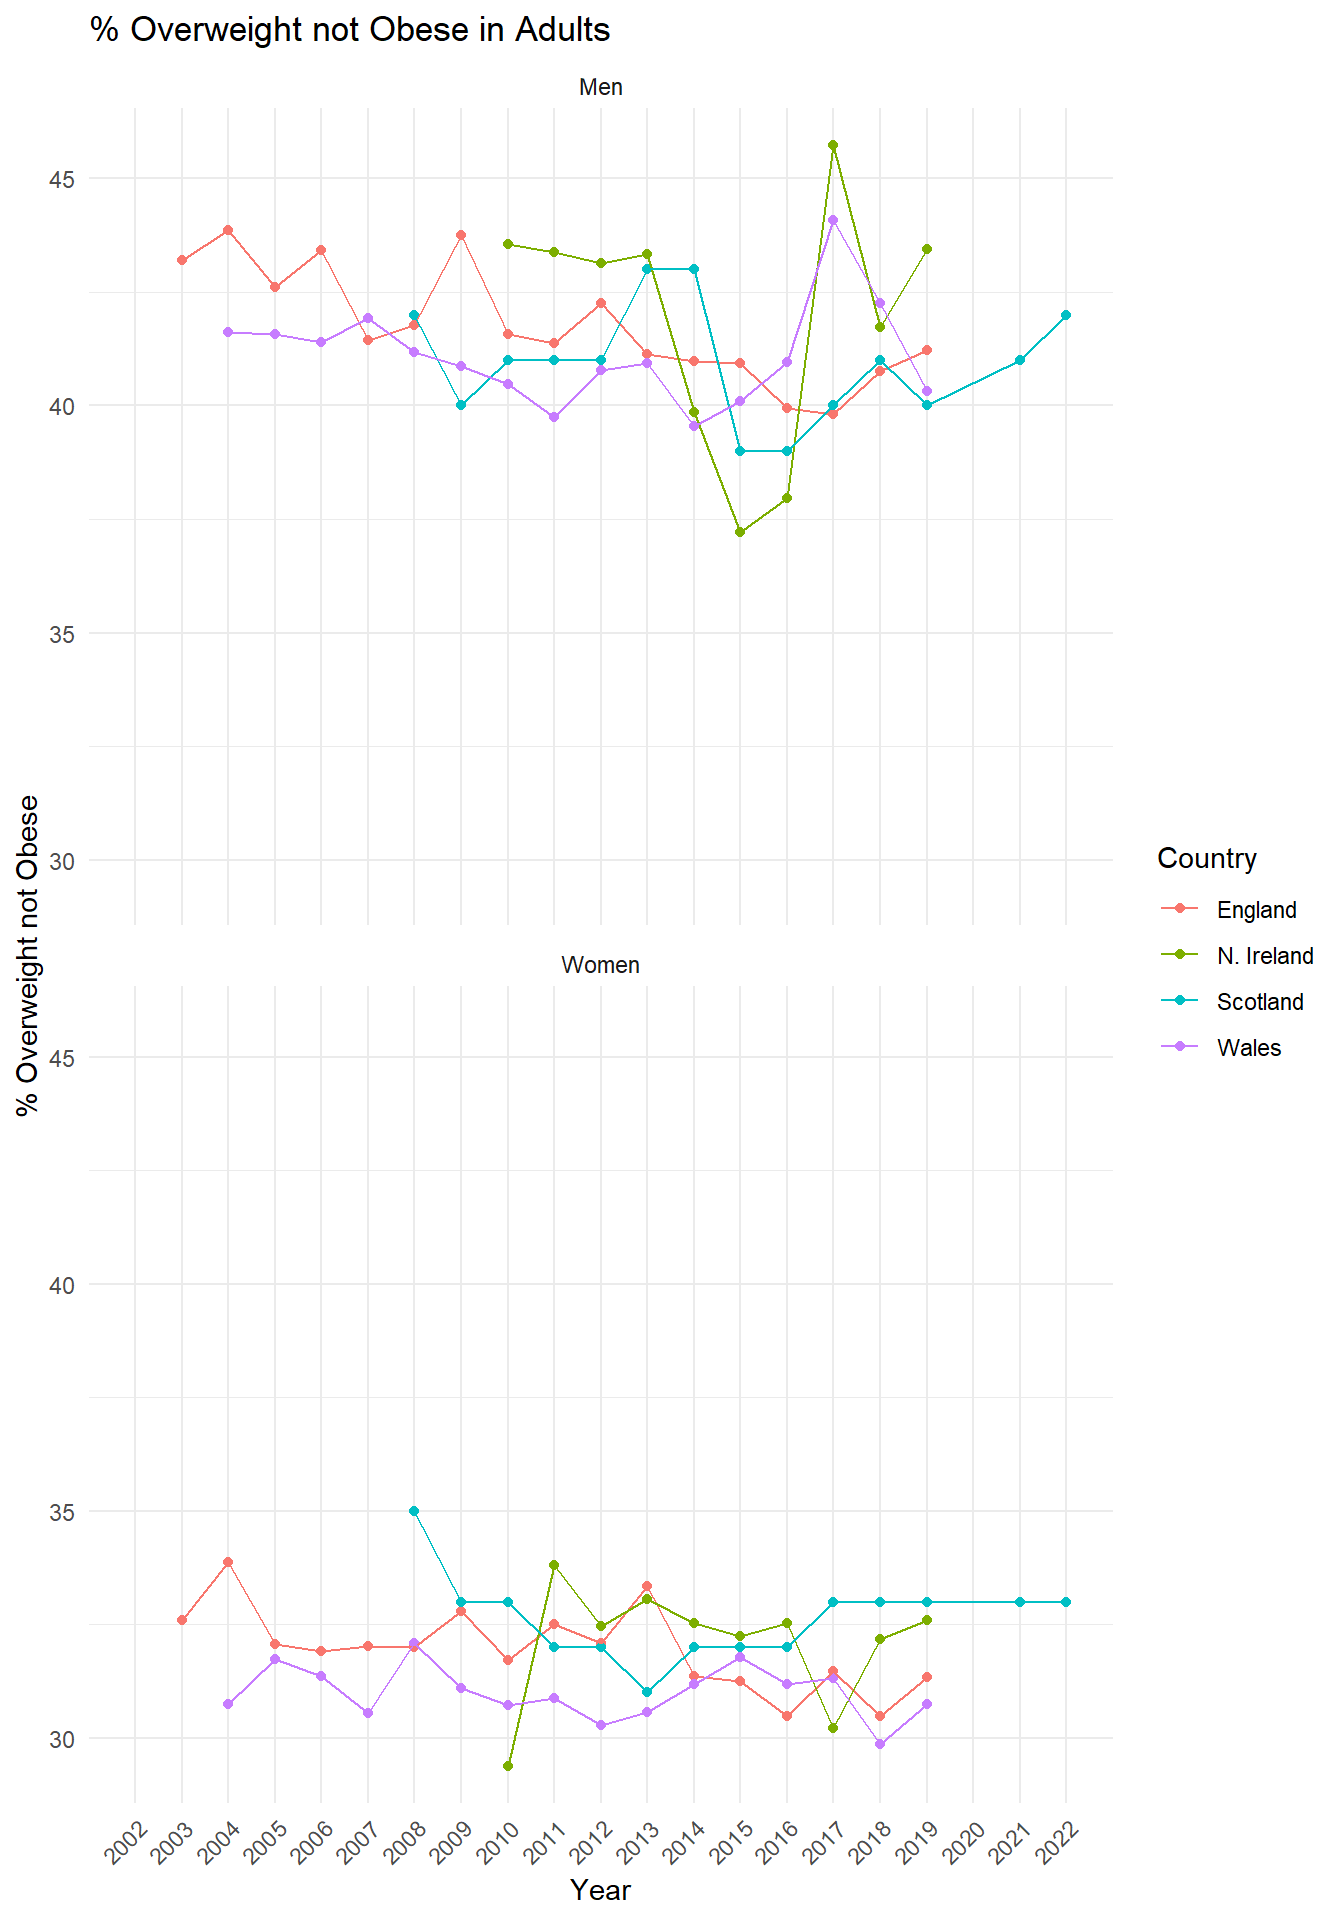 % Overweight not Obese in Adults
Men
45
40
35
30
% Overweight not Obese
Women
45
40
35
30
2002
2003
2004
2005
2006
2007
2008
2009
2010
2011
2012
2013
2014
2015
2016
2017
2018
2019
2020
2021
2022
Year
Country
England
N. Ireland
Scotland
Wales